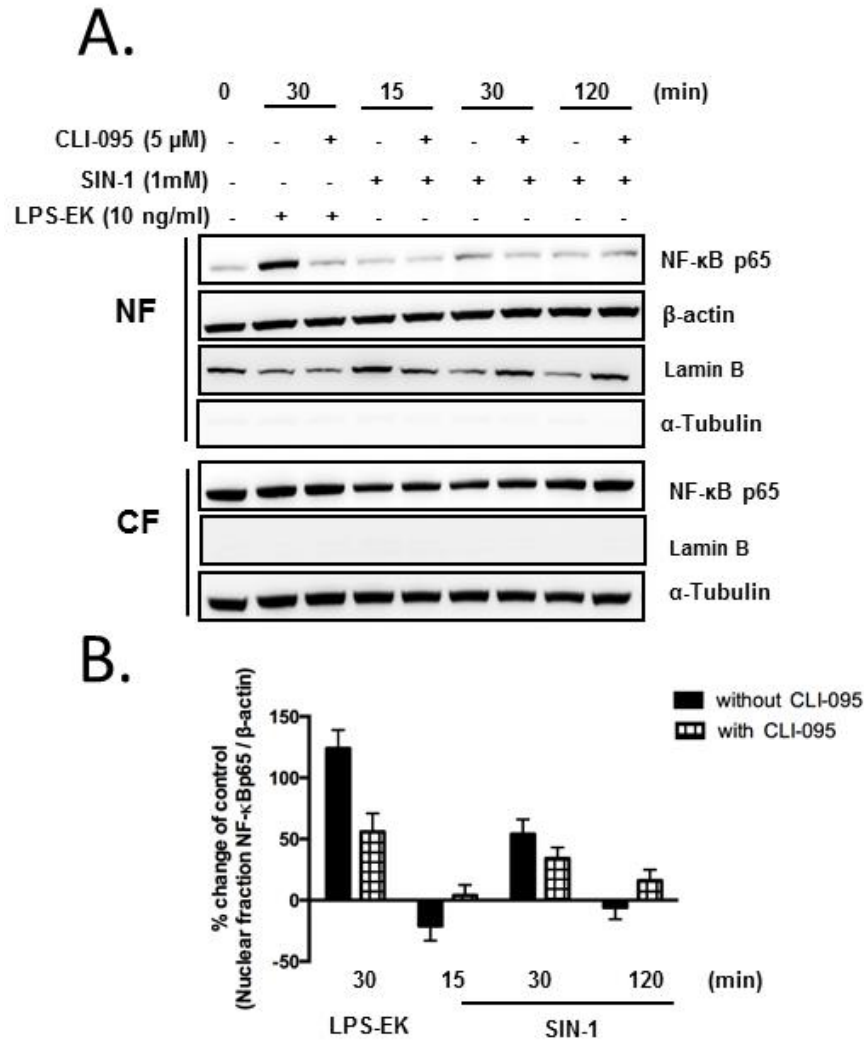 A.
0 30 15 30 120 (min)
CLI-095 (5 µM) - - + - + - + - +
SIN-1 (1mM) - - - + + + + + +
LPS-EK (10 ng/ml) - + + - - - - - -
NF
NF-κB p65
β-actin
Lamin B
α-Tubulin
CF
NF-κB p65
Lamin B
α-Tubulin
B.
% change of control
(Nuclear fraction NF-κBp65 / β-actin)
150
100
50
0
-50
without CLI-095
with CLI-095
30 15 30 120 (min)
LPS-EK SIN-1